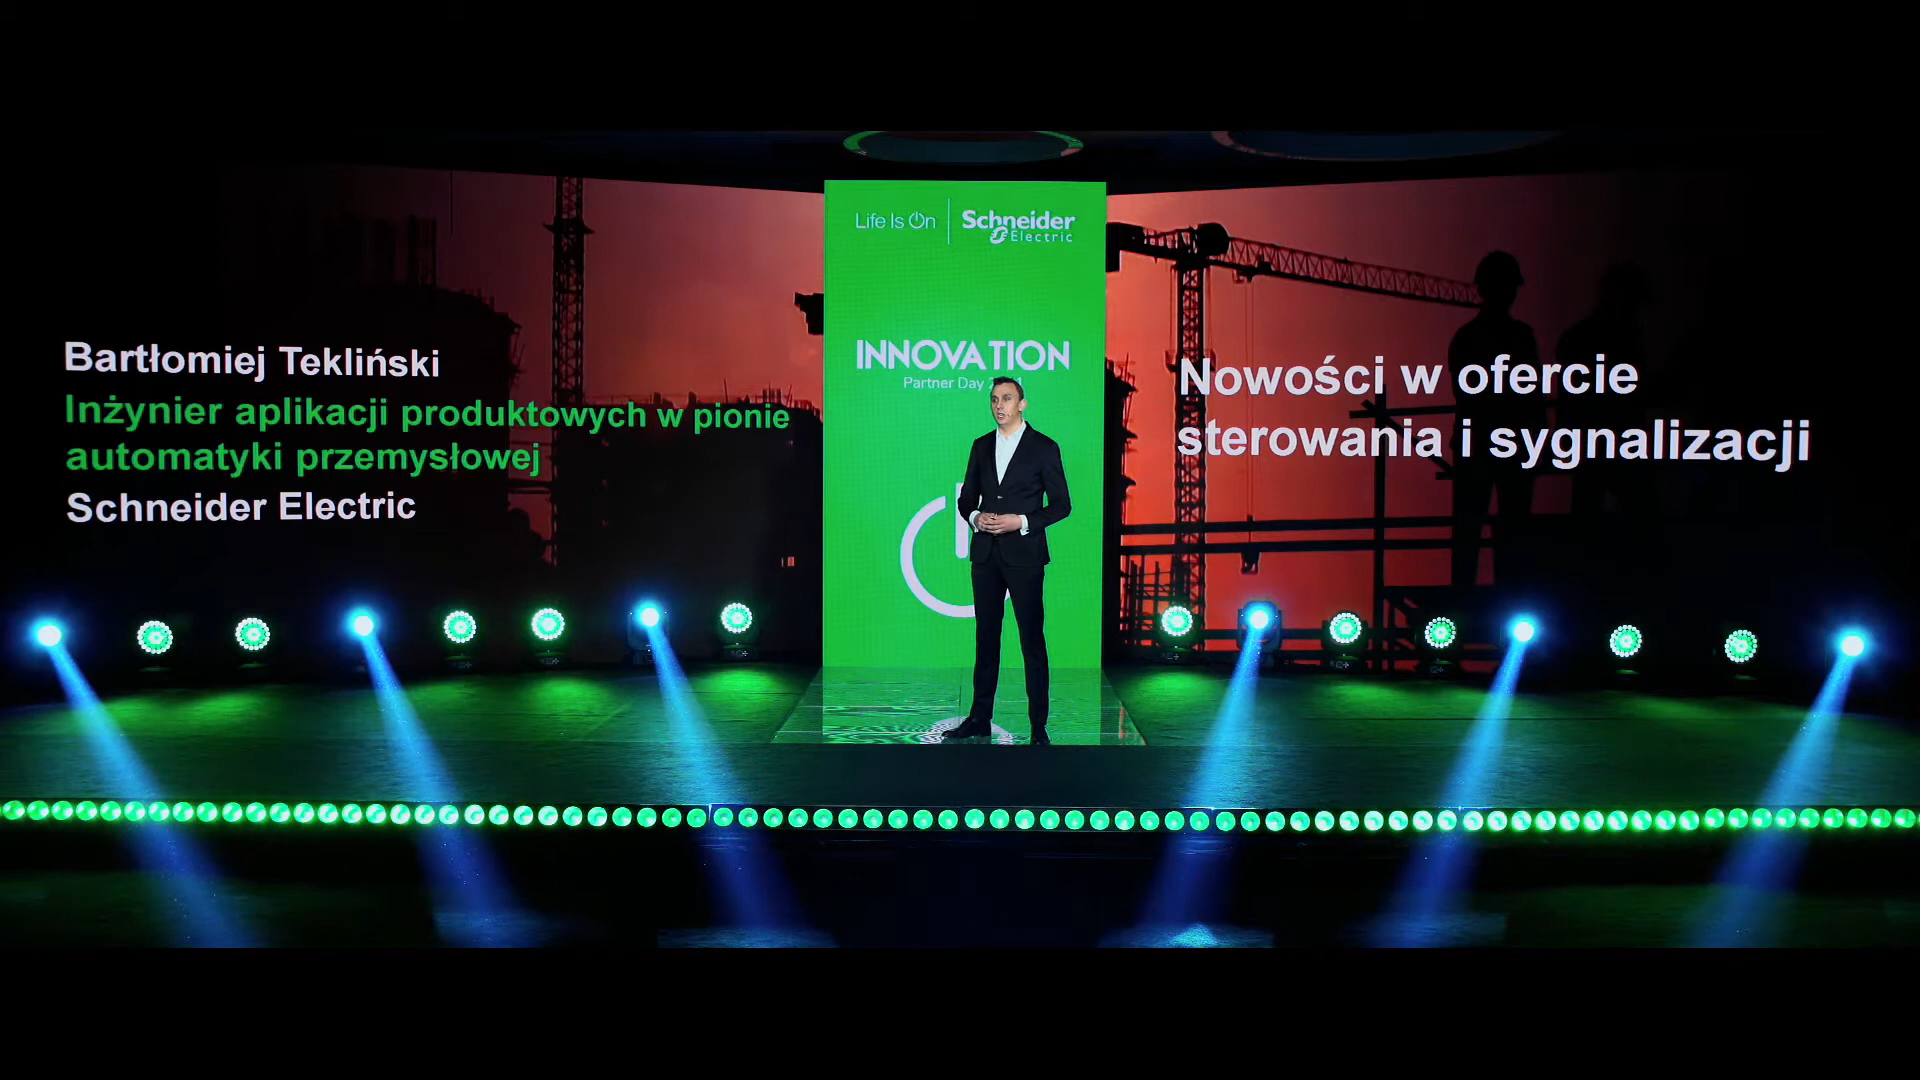 Life Is On
Schneider
Electric
INNOVATION
Partner Day
Bartłomiej Tekliński
Inżynier aplikacji produktowych w pionie
automatyki przemysłowej
Schneider Electric
Nowości w ofercie
sterowania i sygnalizacji